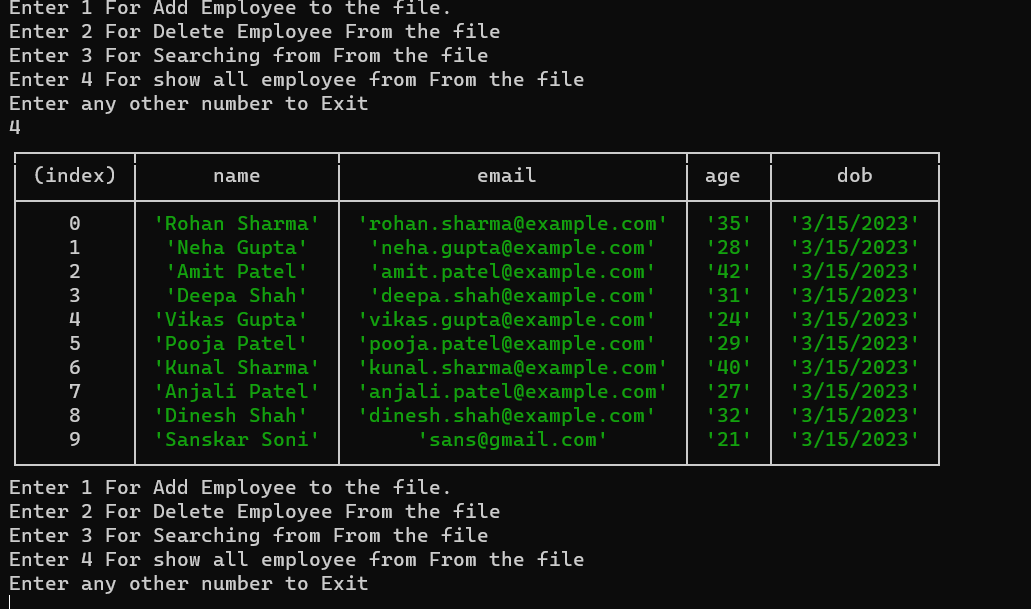 Enter 1 For Add Employee to the file.
Enter 2 For Delete Employee From the file
Enter 3 For Searching from From the file
Enter 4 For show all employee from From the file
Enter any other number to Exit
4
(index) name email age dob
0 'Rohan Sharma' 'rohan.sharma@example.com' '35' '3/15/2023'
1 'Neha Gupta' 'neha.gupta@example.com' '28' '3/15/2023'
2 'Amit Patel' 'amit.patel@example.com' '42' '3/15/2023'
3 'Deepa Shah' 'deepa.shah@example.com' '31' '3/15/2023'
4 'Vikas Gupta' 'vikas.gupta@example.com' '24' '3/15/2023'
5 'Pooja Patel' 'pooja.patel@example.com' '29' '3/15/2023'
6 'Kunal Sharma' 'kunal.sharma@example.com' '40' '3/15/2023'
7 'Anjali Patel' 'anjali.patel@example.com' '27' '3/15/2023'
8 'Dinesh Shah' 'dinesh.shah@example.com' '32' '3/15/2023'
9 'Sanskar Soni' 'sans@gmail.com' '21' '3/15/2023'
Enter 1 For Add Employee to the file.
Enter 2 For Delete Employee From the file
Enter 3 For Searching from From the file
Enter 4 For show all employee from From the file
Enter any other number to Exit